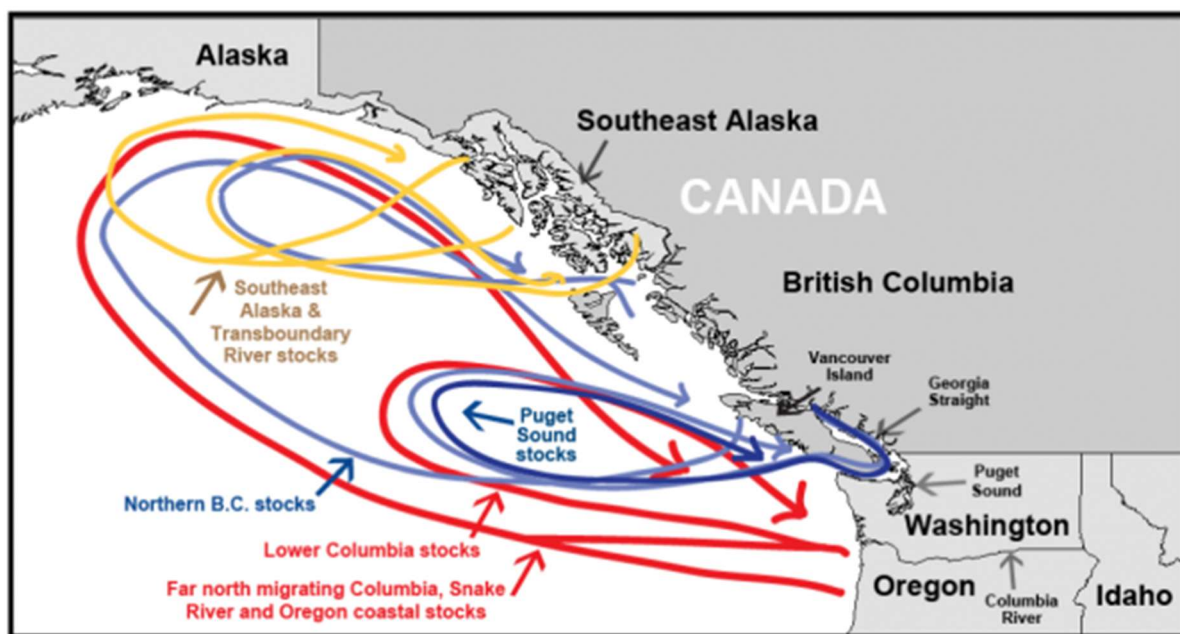 Alaska
Southeast Alaska
CANADA
British Columbia
Southeast
Alaska &
Transboundary
River stocks
Vancouver
Island
Georgia
Straight
Puget
Sound
stocks
Puget
Sound
Northern B.C. stocks
Washington
Lower Columbia stocks
Far north migrating Columbia, Snake
River and Oregon coastal stocks
Oregon
Columbia
River
Idaho